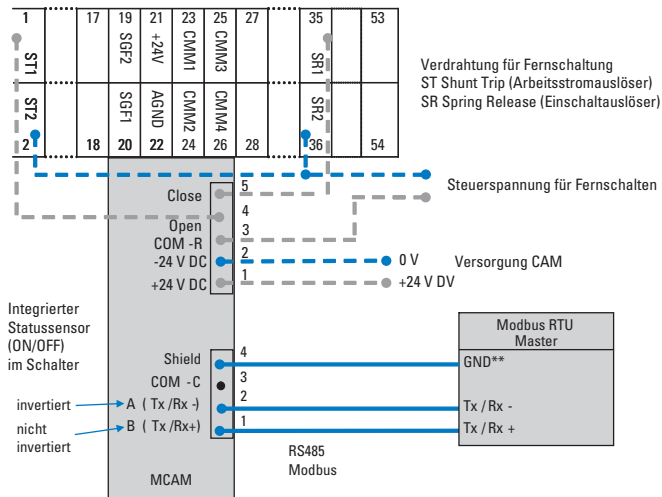 1 17 19 21 23 25 27 35 53
ST1 SGF2 +24V CMM1 CMM3 SR1
ST2 SGF1 AGND CMM2 CMM4 SR2
2 18 20 22 24 26 28 36 54
Verdrahtung für Fernschaltung
ST Shunt Trip (Arbeitsstromauslöser)
SR Spring Release (Einschaltauslöser)
Steuerspannung für Fernschalten
Close 5
4
Open 3
COM -R
-24 V DC 2
+24 V DC 1
0 V
+24 V DV
Versorgung CAM
Integrierter
Statussensor
(ON/OFF)
im Schalter
Shield 4
COM -C 3
invertiert A ( Tx /Rx -) 2
nicht
invertiert
B ( Tx /Rx+) 1
MCAM
RS485
Modbus
Modbus RTU
Master
GND**
Tx / Rx -
Tx / Rx +